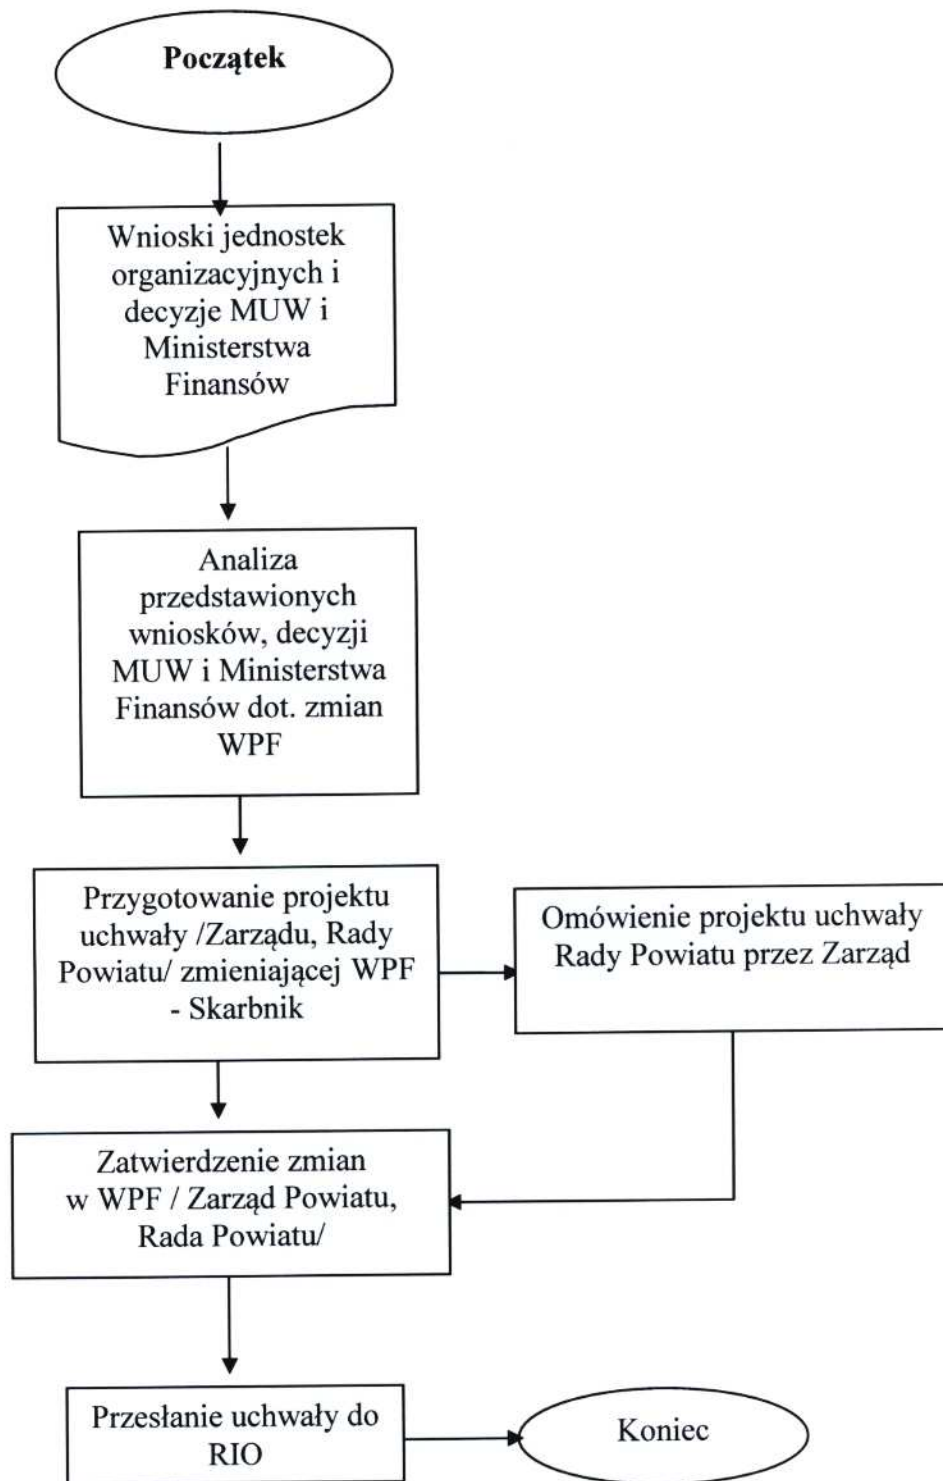 Początek
Wnioski jednostek
organizacyjnych i
decyzje MUW i
Ministerstwa
Finansów
Analiza
przedstawionych
wniosków, decyzji
MUW i Ministerstwa
Finansów dot. zmian
WPF
Przygotowanie projektu
uchwały /Zarządu, Rady
Powiatu/ zmieniającej WPF
- Skarbnik
Omówienie projektu uchwały
Rady Powiatu przez Zarząd
Zatwierdzenie zmian
w WPF / Zarząd Powiatu,
Rada Powiatu/
Przesłanie uchwały do
RIO
Koniec